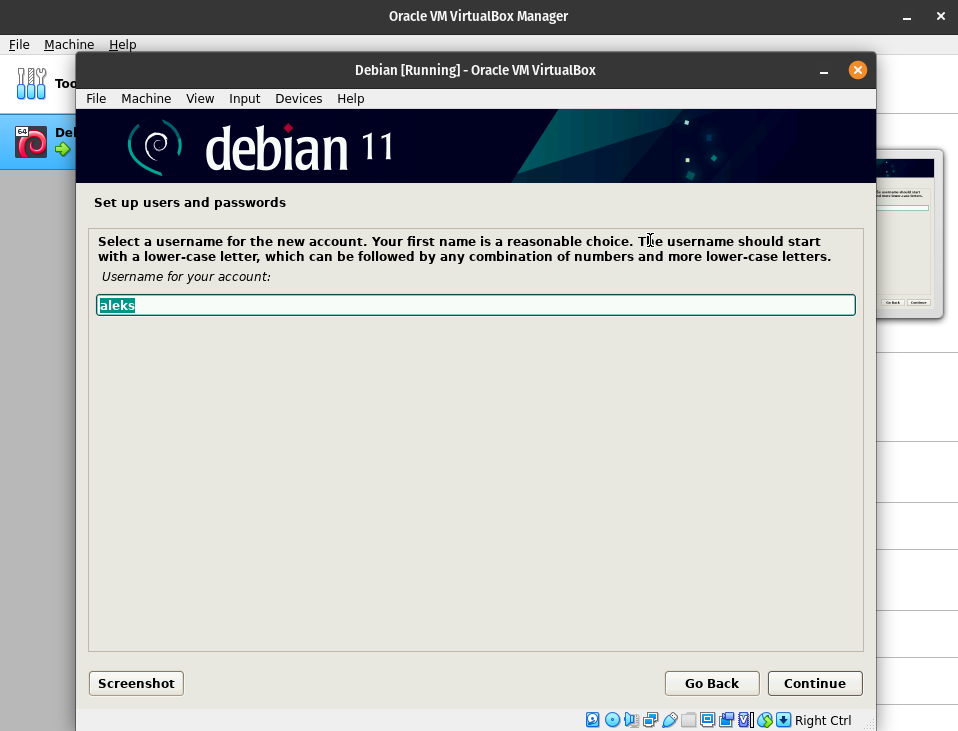 Oracle VM VirtualBox Manager
File Machine Help
Debian [Running] - Oracle VM VirtualBox
File Machine View Input Devices Help
64
debian 11
Set up users and passwords
Select a username for the new account. Your first name is a reasonable choice. The username should start
with a lower-case letter, which can be followed by any combination of numbers and more lower-case letters.
Username for your account:
aleks
Screenshot
Go Back
Continue
Go Back Continue
Right Ctrl